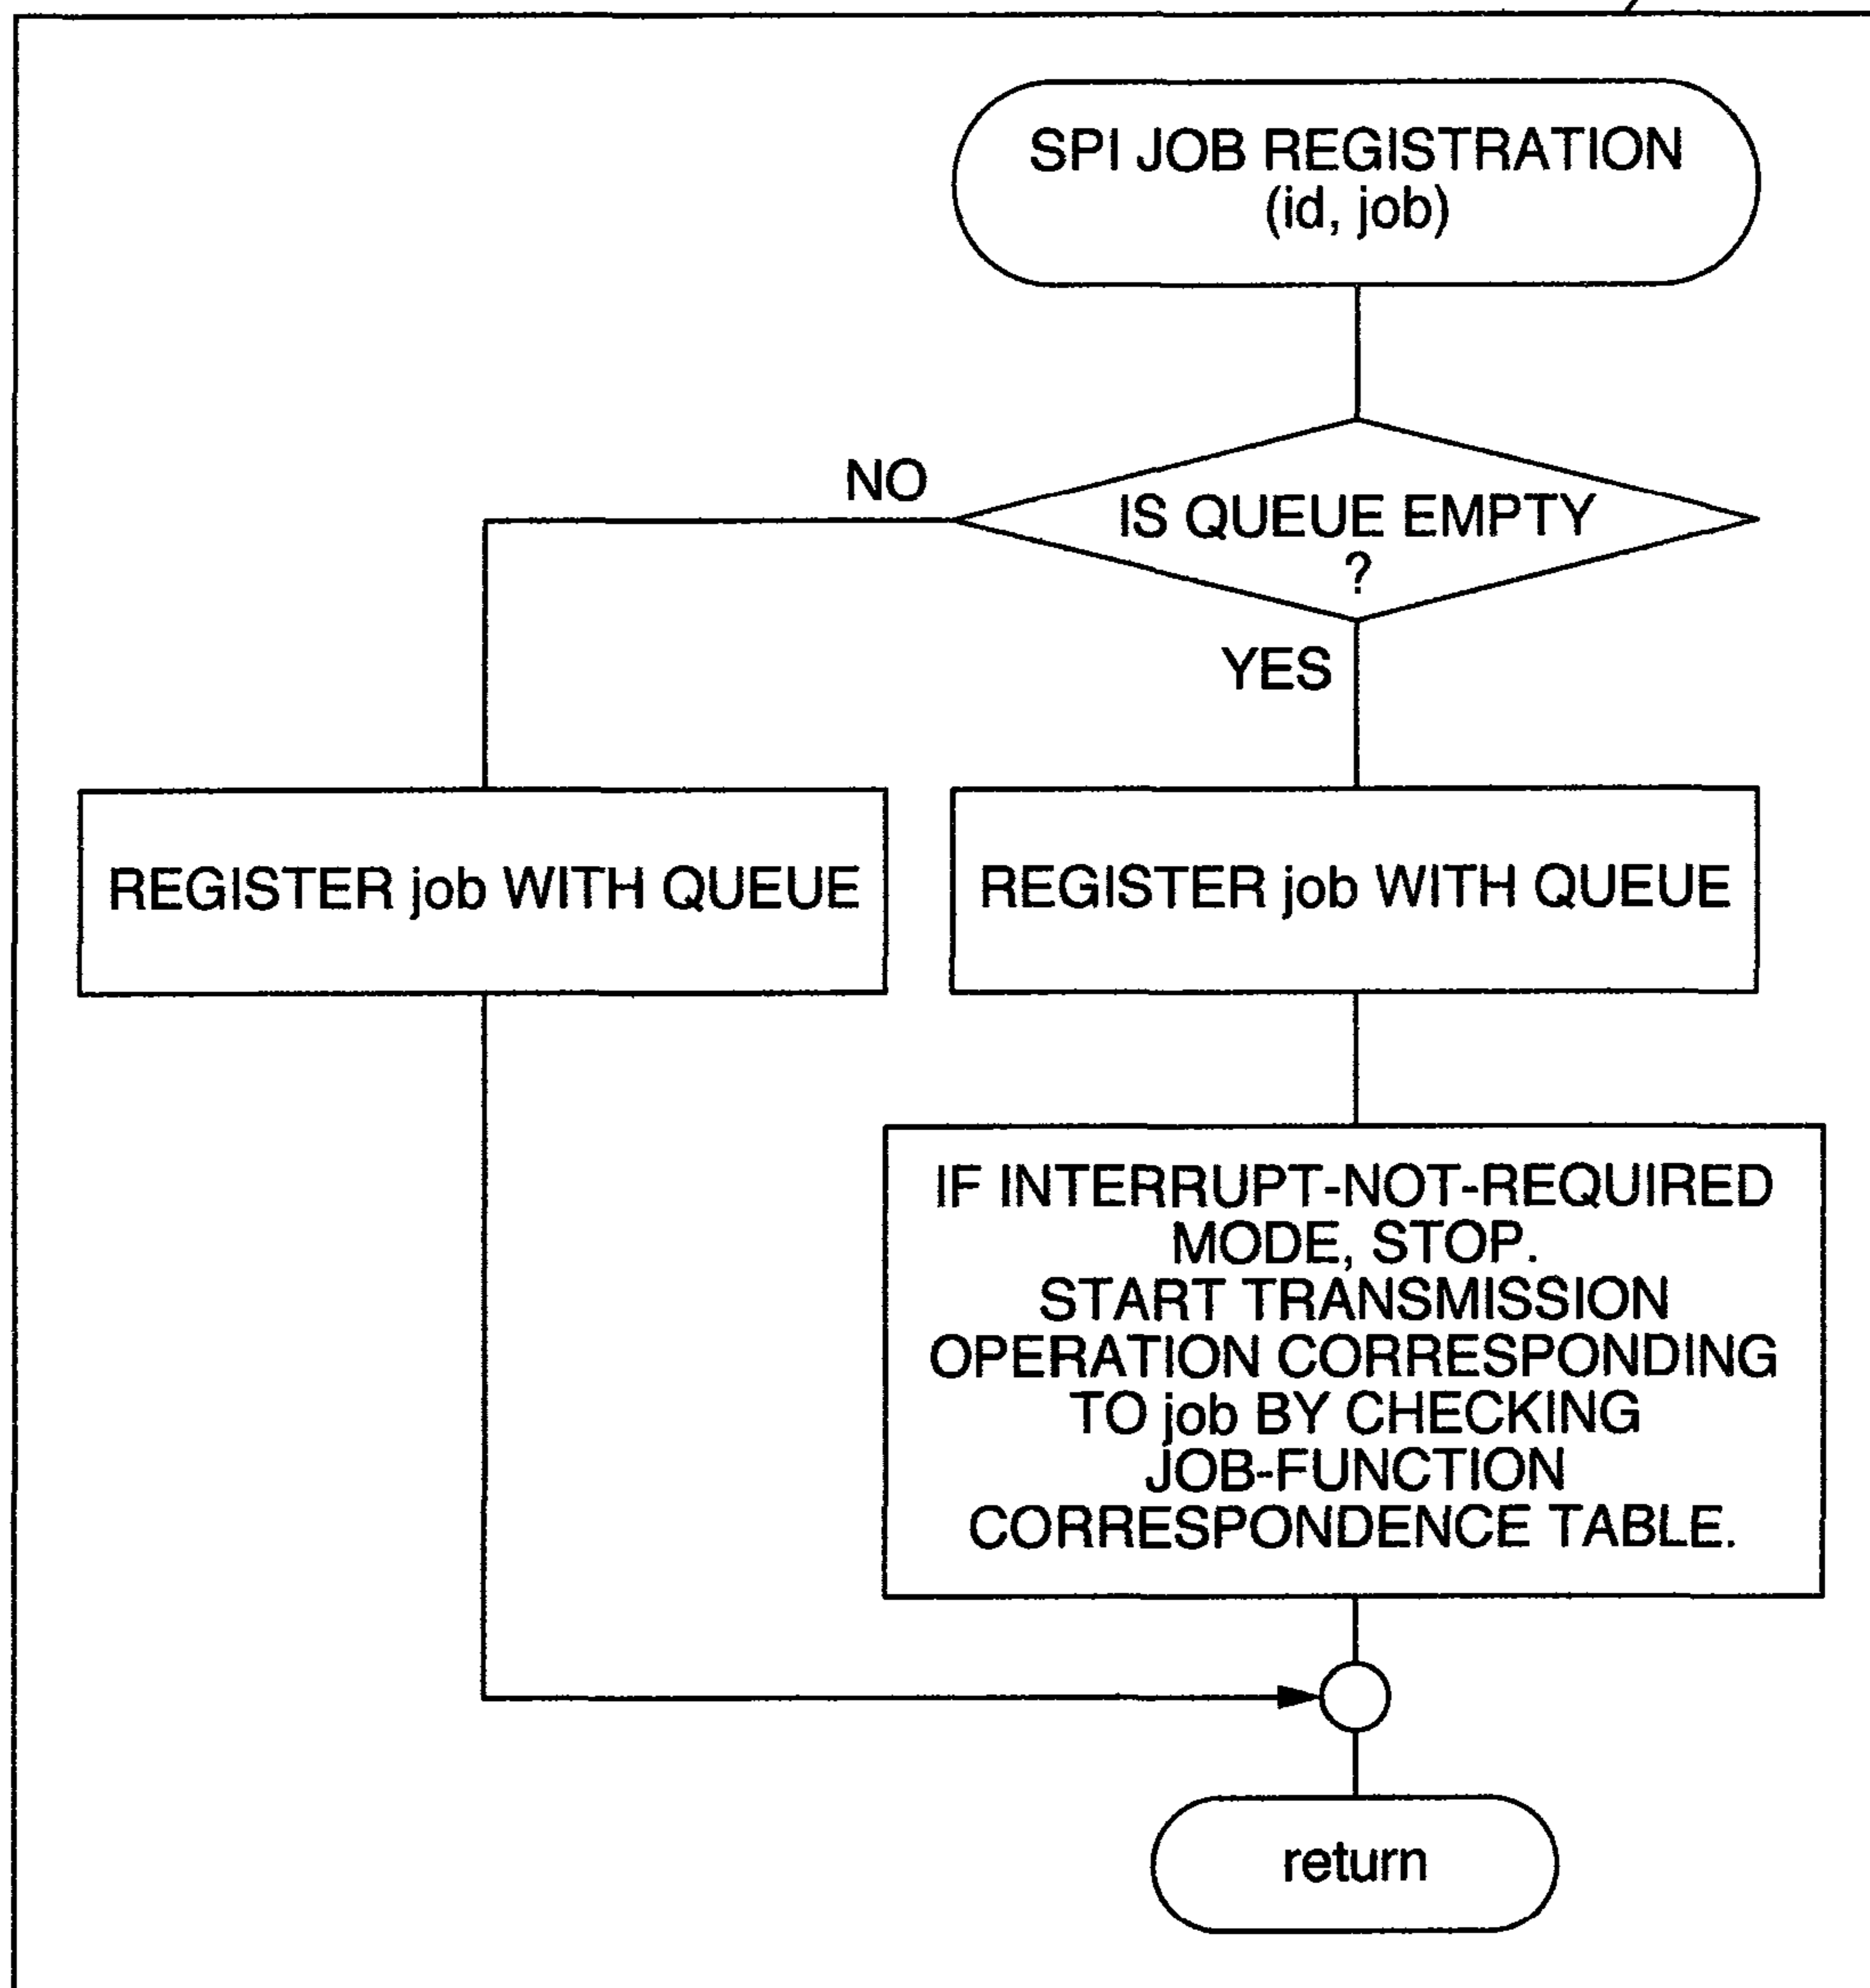 SPI JOB REGISTRATION
(id, job)
NO
IS QUEUE EMPTY
?
YES
REGISTER job WITH QUEUE
REGISTER job WITH QUEUE
IF INTERRUPT-NOT-REQUIRED
MODE, STOP.
START TRANSMISSION
OPERATION CORRESPONDING
TO job BY CHECKING
JOB-FUNCTION
CORRESPONDENCE TABLE.
return